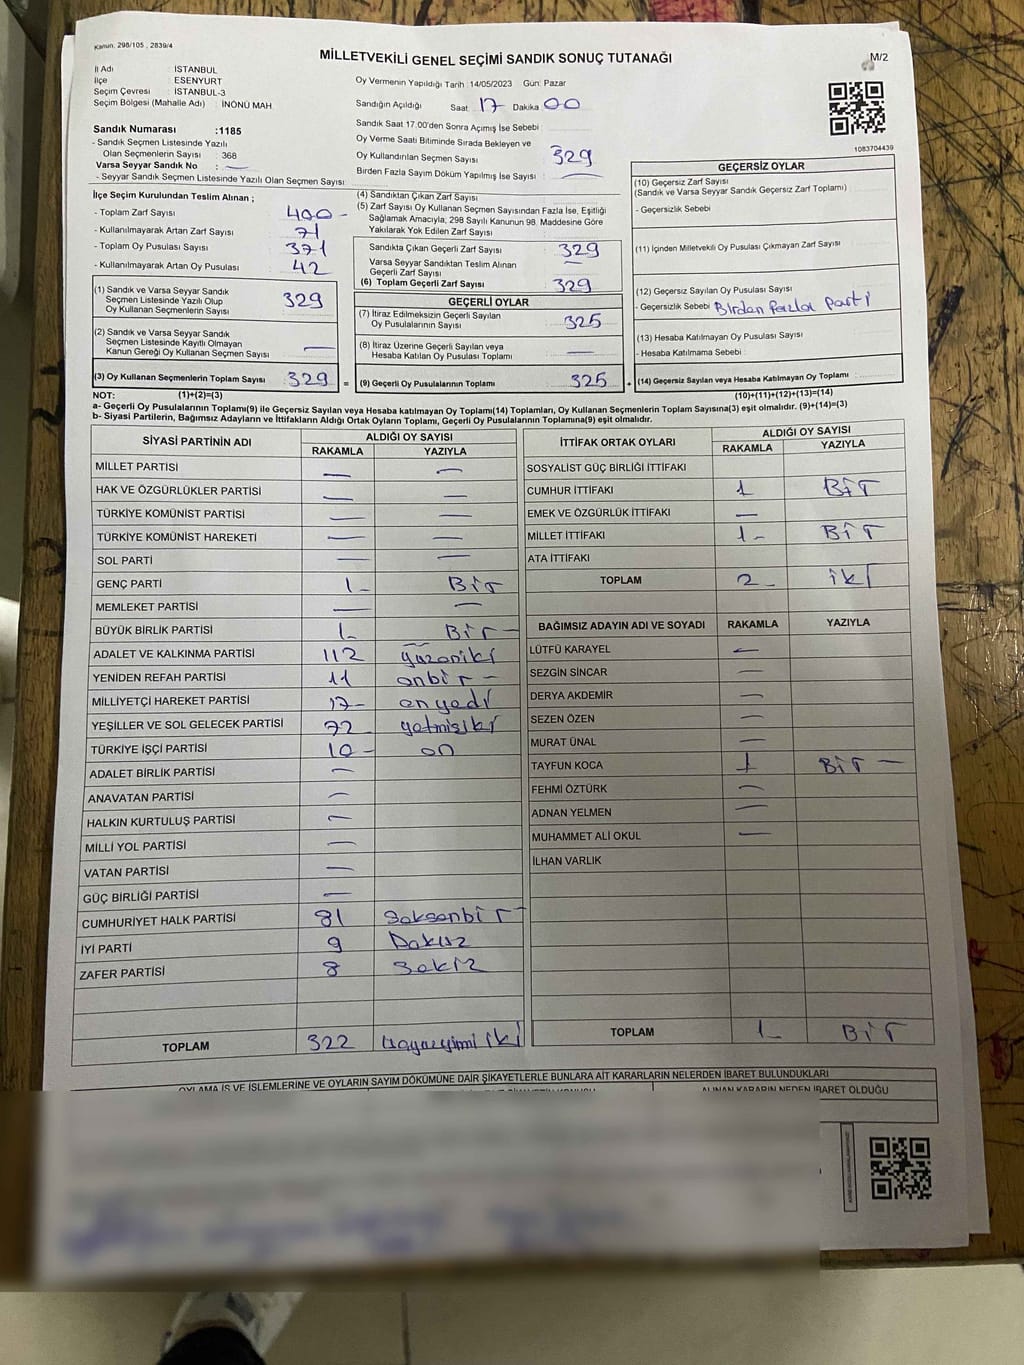 Kanun: 298/105 , 2839/4
MİLLETVEKİLİ GENEL SEÇİMİ SANDIK SONUÇ TUTANAĞI
M/2
İl Adı : İSTANBUL
İlçe : ESENYURT
Seçim Çevresi : İSTANBUL-3
Seçim Bölgesi (Mahalle Adı) : İNÖNÜ MAH
Sandık Numarası :1185
- Sandık Seçmen Listesinde Yazılı
Olan Seçmenlerin Sayısı : 368
Varsa Seyyar Sandık No : —
- Seyyar Sandık Seçmen Listesinde Yazılı Olan Seçmen Sayısı
Oy Vermenin Yapıldığı Tarih :14/05/2023 Gün: Pazar
Sandığın Açıldığı Saat 17 Dakika 00
Sandık Saat 17.00'den Sonra Açımış İse Sebebi
Oy Verme Saati Bitiminde Sırada Bekleyen ve
Oy Kullandırılan Seçmen Sayısı 329
Birden Fazla Sayım Döküm Yapılmış İse Sayısı : —
1083704439
İlçe Seçim Kurulundan Teslim Alınan ;
- Toplam Zarf Sayısı 400 -
- Kullanılmayarak Artan Zarf Sayısı 71
- Toplam Oy Pusulası Sayısı 371
- Kullanılmayarak Artan Oy Pusulası 42
(1) Sandık ve Varsa Seyyar Sandık
Seçmen Listesinde Yazılı Olup
Oy Kullanan Seçmenlerin Sayısı 329
(2) Sandık ve Varsa Seyyar Sandık
Seçmen Listesinde Kayıtlı Olmayan
Kanun Gereği Oy Kullanan Seçmen Sayısı —
(3) Oy Kullanan Seçmenlerin Toplam Sayısı 329 =
(4) Sandıktan Çıkan Zarf Sayısı
(5) Zarf Sayısı Oy Kullanan Seçmen Sayısından Fazla İse, Eşitliği
Sağlamak Amacıyla; 298 Sayılı Kanunun 98. Maddesine Göre
Yakılarak Yok Edilen Zarf Sayısı
Sandıkta Çıkan Geçerli Zarf Sayısı 329
Varsa Seyyar Sandıktan Teslim Alınan
Geçerli Zarf Sayısı —
(6) Toplam Geçerli Zarf Sayısı 329
GEÇERLİ OYLAR
(7) İtiraz Edilmeksizin Geçerli Sayılan
Oy Pusulalarının Sayısı 325
(8) İtiraz Üzerine Geçerli Sayılan veya
Hesaba Katılan Oy Pusulası Toplamı —
(9) Geçerli Oy Pusulalarının Toplamı 325 +
GEÇERSİZ OYLAR
(10) Geçersiz Zarf Sayısı
(Sandık ve Varsa Seyyar Sandık Geçersiz Zarf Toplamı)
- Geçersizlik Sebebi
(11) İçinden Milletvekili Oy Pusulası Çıkmayan Zarf Sayısı
(12) Geçersiz Sayılan Oy Pusulası Sayısı
- Geçersizlik Sebebi Birden fazla parti
(13) Hesaba Katılmayan Oy Pusulası Sayısı
- Hesaba Katılmama Sebebi
(14) Geçersiz Sayılan veya Hesaba Katılmayan Oy Toplamı
NOT: (1)+(2)=(3) (10)+(11)+(12)+(13)=(14)
a- Geçerli Oy Pusulalarının Toplamı(9) ile Geçersiz Sayılan veya Hesaba katılmayan Oy Toplamı(14) Toplamları, Oy Kullanan Seçmenlerin Toplam Sayısına(3) eşit olmalıdır. (9)+(14)=(3)
b- Siyasi Partilerin, Bağımsız Adayların ve İttifakların Aldığı Ortak Oyların Toplamı, Geçerli Oy Pusulalarının Toplamına(9) eşit olmalıdır.
SİYASİ PARTİNİN ADI ALDIĞI OY SAYISI
RAKAMLA YAZIYLA
MİLLET PARTİSİ — —
HAK VE ÖZGÜRLÜKLER PARTİSİ — —
TÜRKİYE KOMÜNİST PARTİSİ — —
TÜRKİYE KOMÜNİST HAREKETİ — —
SOL PARTİ — —
GENÇ PARTİ 1- Bir
MEMLEKET PARTİSİ — —
BÜYÜK BİRLİK PARTİSİ 1- Bir -
ADALET VE KALKINMA PARTİSİ 112 yüzoniki
YENİDEN REFAH PARTİSİ 11 onbir -
MİLLİYETÇİ HAREKET PARTİSİ 17- onyedi
YEŞİLLER VE SOL GELECEK PARTİSİ 72 yetmişiki
TÜRKİYE İŞÇİ PARTİSİ 10 - on
ADALET BİRLİK PARTİSİ —
ANAVATAN PARTİSİ —
HALKIN KURTULUŞ PARTİSİ —
MİLLİ YOL PARTİSİ —
VATAN PARTİSİ —
GÜÇ BİRLİĞİ PARTİSİ —
CUMHURİYET HALK PARTİSİ 81 Seksenbir -
İYİ PARTİ 9 Dokuz
ZAFER PARTİSİ 8 Sekiz
TOPLAM 322
İTTİFAK ORTAK OYLARI ALDIĞI OY SAYISI
RAKAMLA YAZIYLA
SOSYALİST GÜÇ BİRLİĞİ İTTİFAKI
CUMHUR İTTİFAKI 1 Bir
EMEK VE ÖZGÜRLÜK İTTİFAKI —
MİLLET İTTİFAKI 1- Bir
ATA İTTİFAKI
TOPLAM 2- iki
BAĞIMSIZ ADAYIN ADI VE SOYADI RAKAMLA YAZIYLA
LÜTFÜ KARAYEL —
SEZGİN SİNCAR —
DERYA AKDEMİR —
SEZEN ÖZEN —
MURAT ÜNAL —
TAYFUN KOCA 1 Bir —
FEHMİ ÖZTÜRK —
ADNAN YELMEN —
MUHAMMET ALİ OKUL —
İLHAN VARLIK
TOPLAM 1- Bir
OYLAMA İŞ VE İŞLEMLERİNE VE OYLARIN SAYIM DÖKÜMÜNE DAİR ŞİKAYETLERLE BUNLARA AİT KARARLARIN NELERDEN İBARET BULUNDUKLARI
ALINAN KARARIN NEDEN İBARET OLDUĞU